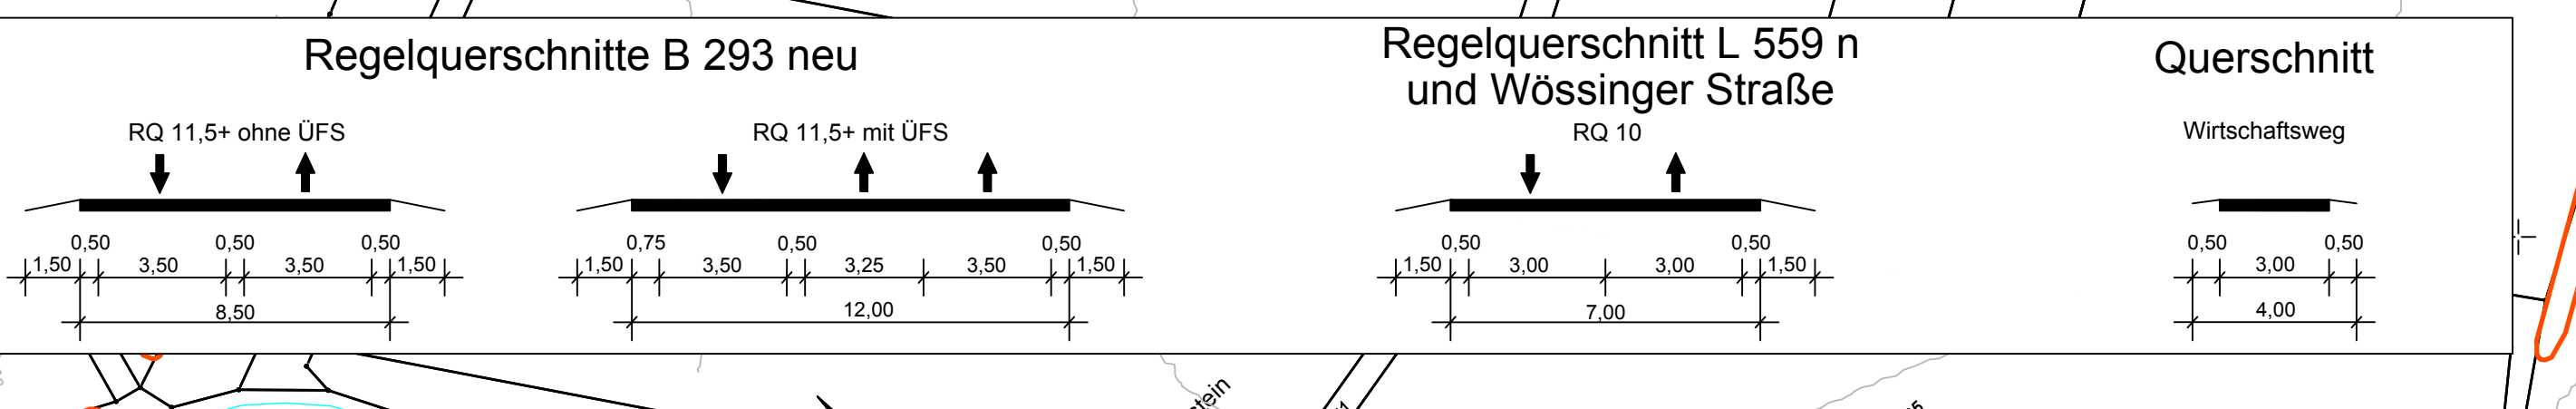 Regelquerschnitte B 293 neu
RQ 11,5+ ohne ÜFS
0,50 0,50 0,50
1,50 3,50 3,50 1,50
8,50
RQ 11,5+ mit ÜFS
0,75 0,50 0,50
1,50 3,50 3,25 3,50 1,50
12,00
Regelquerschnitt L 559 n
und Wössinger Straße
RQ 10
0,50 0,50
1,50 3,00 3,00 1,50
7,00
Querschnitt
Wirtschaftsweg
0,50 0,50
3,00
4,00